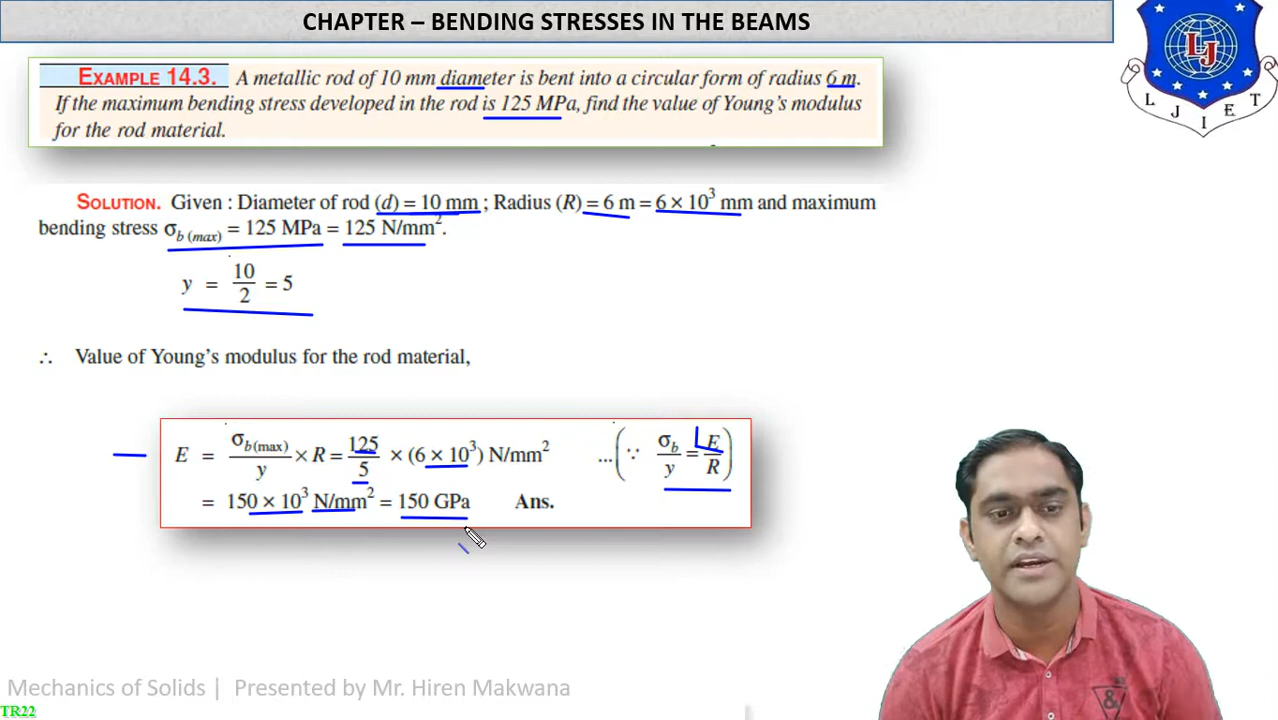 CHAPTER – BENDING STRESSES IN THE BEAMS
EXAMPLE 14.3. A metallic rod of 10 mm diameter is bent into a circular form of radius 6 m.
If the maximum bending stress developed in the rod is 125 MPa, find the value of Young's modulus
for the rod material.
LJ
L J I E T
SOLUTION. Given : Diameter of rod (d) = 10 mm ; Radius (R) = 6 m = 6 × 10³ mm and maximum
bending stress σb (max) = 125 MPa = 125 N/mm².
y = 10/2 = 5
∴ Value of Young's modulus for the rod material,
E = σb(max)/y × R = 125/5 × (6 × 10³) N/mm² ...(∵ σb/y = E/R)
= 150 × 10³ N/mm² = 150 GPa Ans.
&
Mechanics of Solids | Presented by Mr. Hiren Makwana
TR22